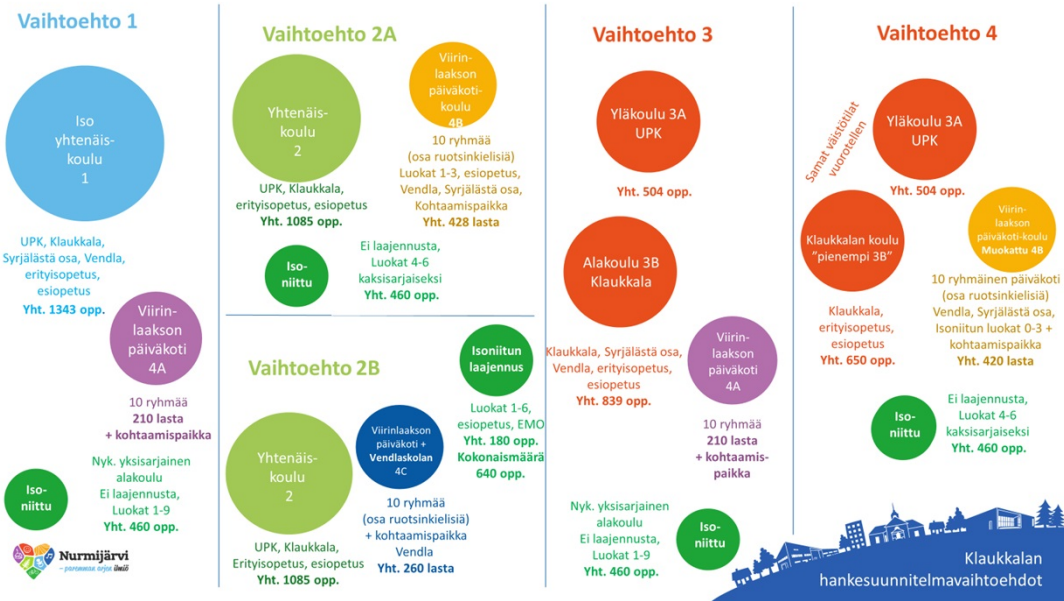 Vaihtoehto 1
Iso
yhtenäis-
koulu
1
UPK, Klaukkala,
Syrjälästä osa, Vendla,
erityisopetus,
esiopetus
Yht. 1343 opp.
Viirin-
laakson
päiväkoti
4A
10 ryhmää
210 lasta
+ kohtaamispaikka
Iso-
niittu
Nyk. yksisarjainen
alakoulu
Ei laajennusta,
Luokat 1-9
Yht. 460 opp.
Nurmijärvi
– paremman arjen ilmiö
Vaihtoehto 2A
Yhtenäis-
koulu
2
UPK, Klaukkala,
erityisopetus, esiopetus
Yht. 1085 opp.
Viirin-
laakson
päiväkoti-
koulu
4B
10 ryhmää
(osa ruotsinkielisiä)
Luokat 1-3, esiopetus,
Vendla, Syrjälästä osa,
Kohtaamispaikka
Yht. 428 lasta
Iso-
niittu
Ei laajennusta,
Luokat 4-6
kaksisarjaiseksi
Yht. 460 opp.
Vaihtoehto 2B
Yhtenäis-
koulu
2
UPK, Klaukkala,
Erityisopetus, esiopetus
Yht. 1085 opp.
Viirinlaakson
päiväkoti +
Vendlaskolan
4C
10 ryhmää
(osa ruotsinkielisiä)
+ kohtaamispaikka
Vendla
Yht. 260 lasta
Isoniitun
laajennus
Luokat 1-6,
esiopetus, EMO
Yht. 180 opp.
Kokonaismäärä
640 opp.
Vaihtoehto 3
Yläkoulu 3A
UPK
Yht. 504 opp.
Alakoulu 3B
Klaukkala
Klaukkala, Syrjälästä osa,
Vendla, erityisopetus,
esiopetus
Yht. 839 opp.
Viirin-
laakson
päiväkoti
4A
10 ryhmää
210 lasta
+ kohtaamis-
paikka
Nyk. yksisarjainen
alakoulu
Ei laajennusta,
Luokat 1-9
Yht. 460 opp.
Iso-
niittu
Vaihtoehto 4
Samat väistötilat
vuorotellen
Yläkoulu 3A
UPK
Yht. 504 opp.
Klaukkalan koulu
”pienempi 3B”
Klaukkala,
erityisopetus,
esiopetus
Yht. 650 opp.
Viirin-
laakson
päiväkoti-koulu
Muokattu 4B
10 ryhmäinen päiväkoti
(osa ruotsinkielisiä)
Vendla, Syrjälästä osa,
Isoniitun luokat 0-3 +
kohtaamispaikka
Yht. 420 lasta
Iso-
niittu
Ei laajennusta,
Luokat 4-6
kaksisarjaiseksi
Yht. 460 opp.
Klaukkalan
hankesuunnitelmavaihtoehdot